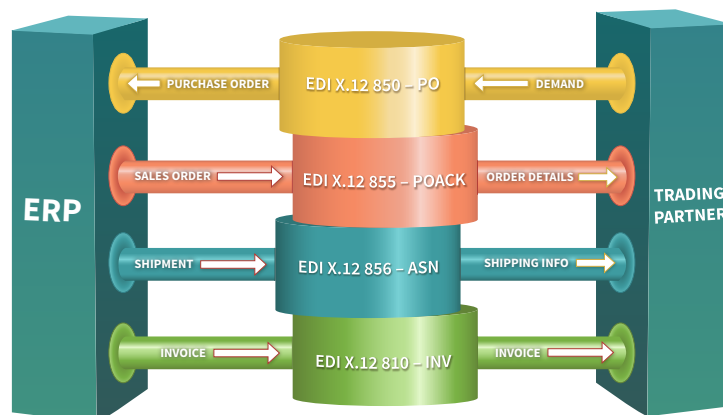 PURCHASE ORDER
EDI X.12 850 – PO
DEMAND
SALES ORDER
EDI X.12 855 – POACK
ORDER DETAILS
ERP
TRADING
PARTNER
SHIPMENT
EDI X.12 856 – ASN
SHIPPING INFO
INVOICE
EDI X.12 810 – INV
INVOICE